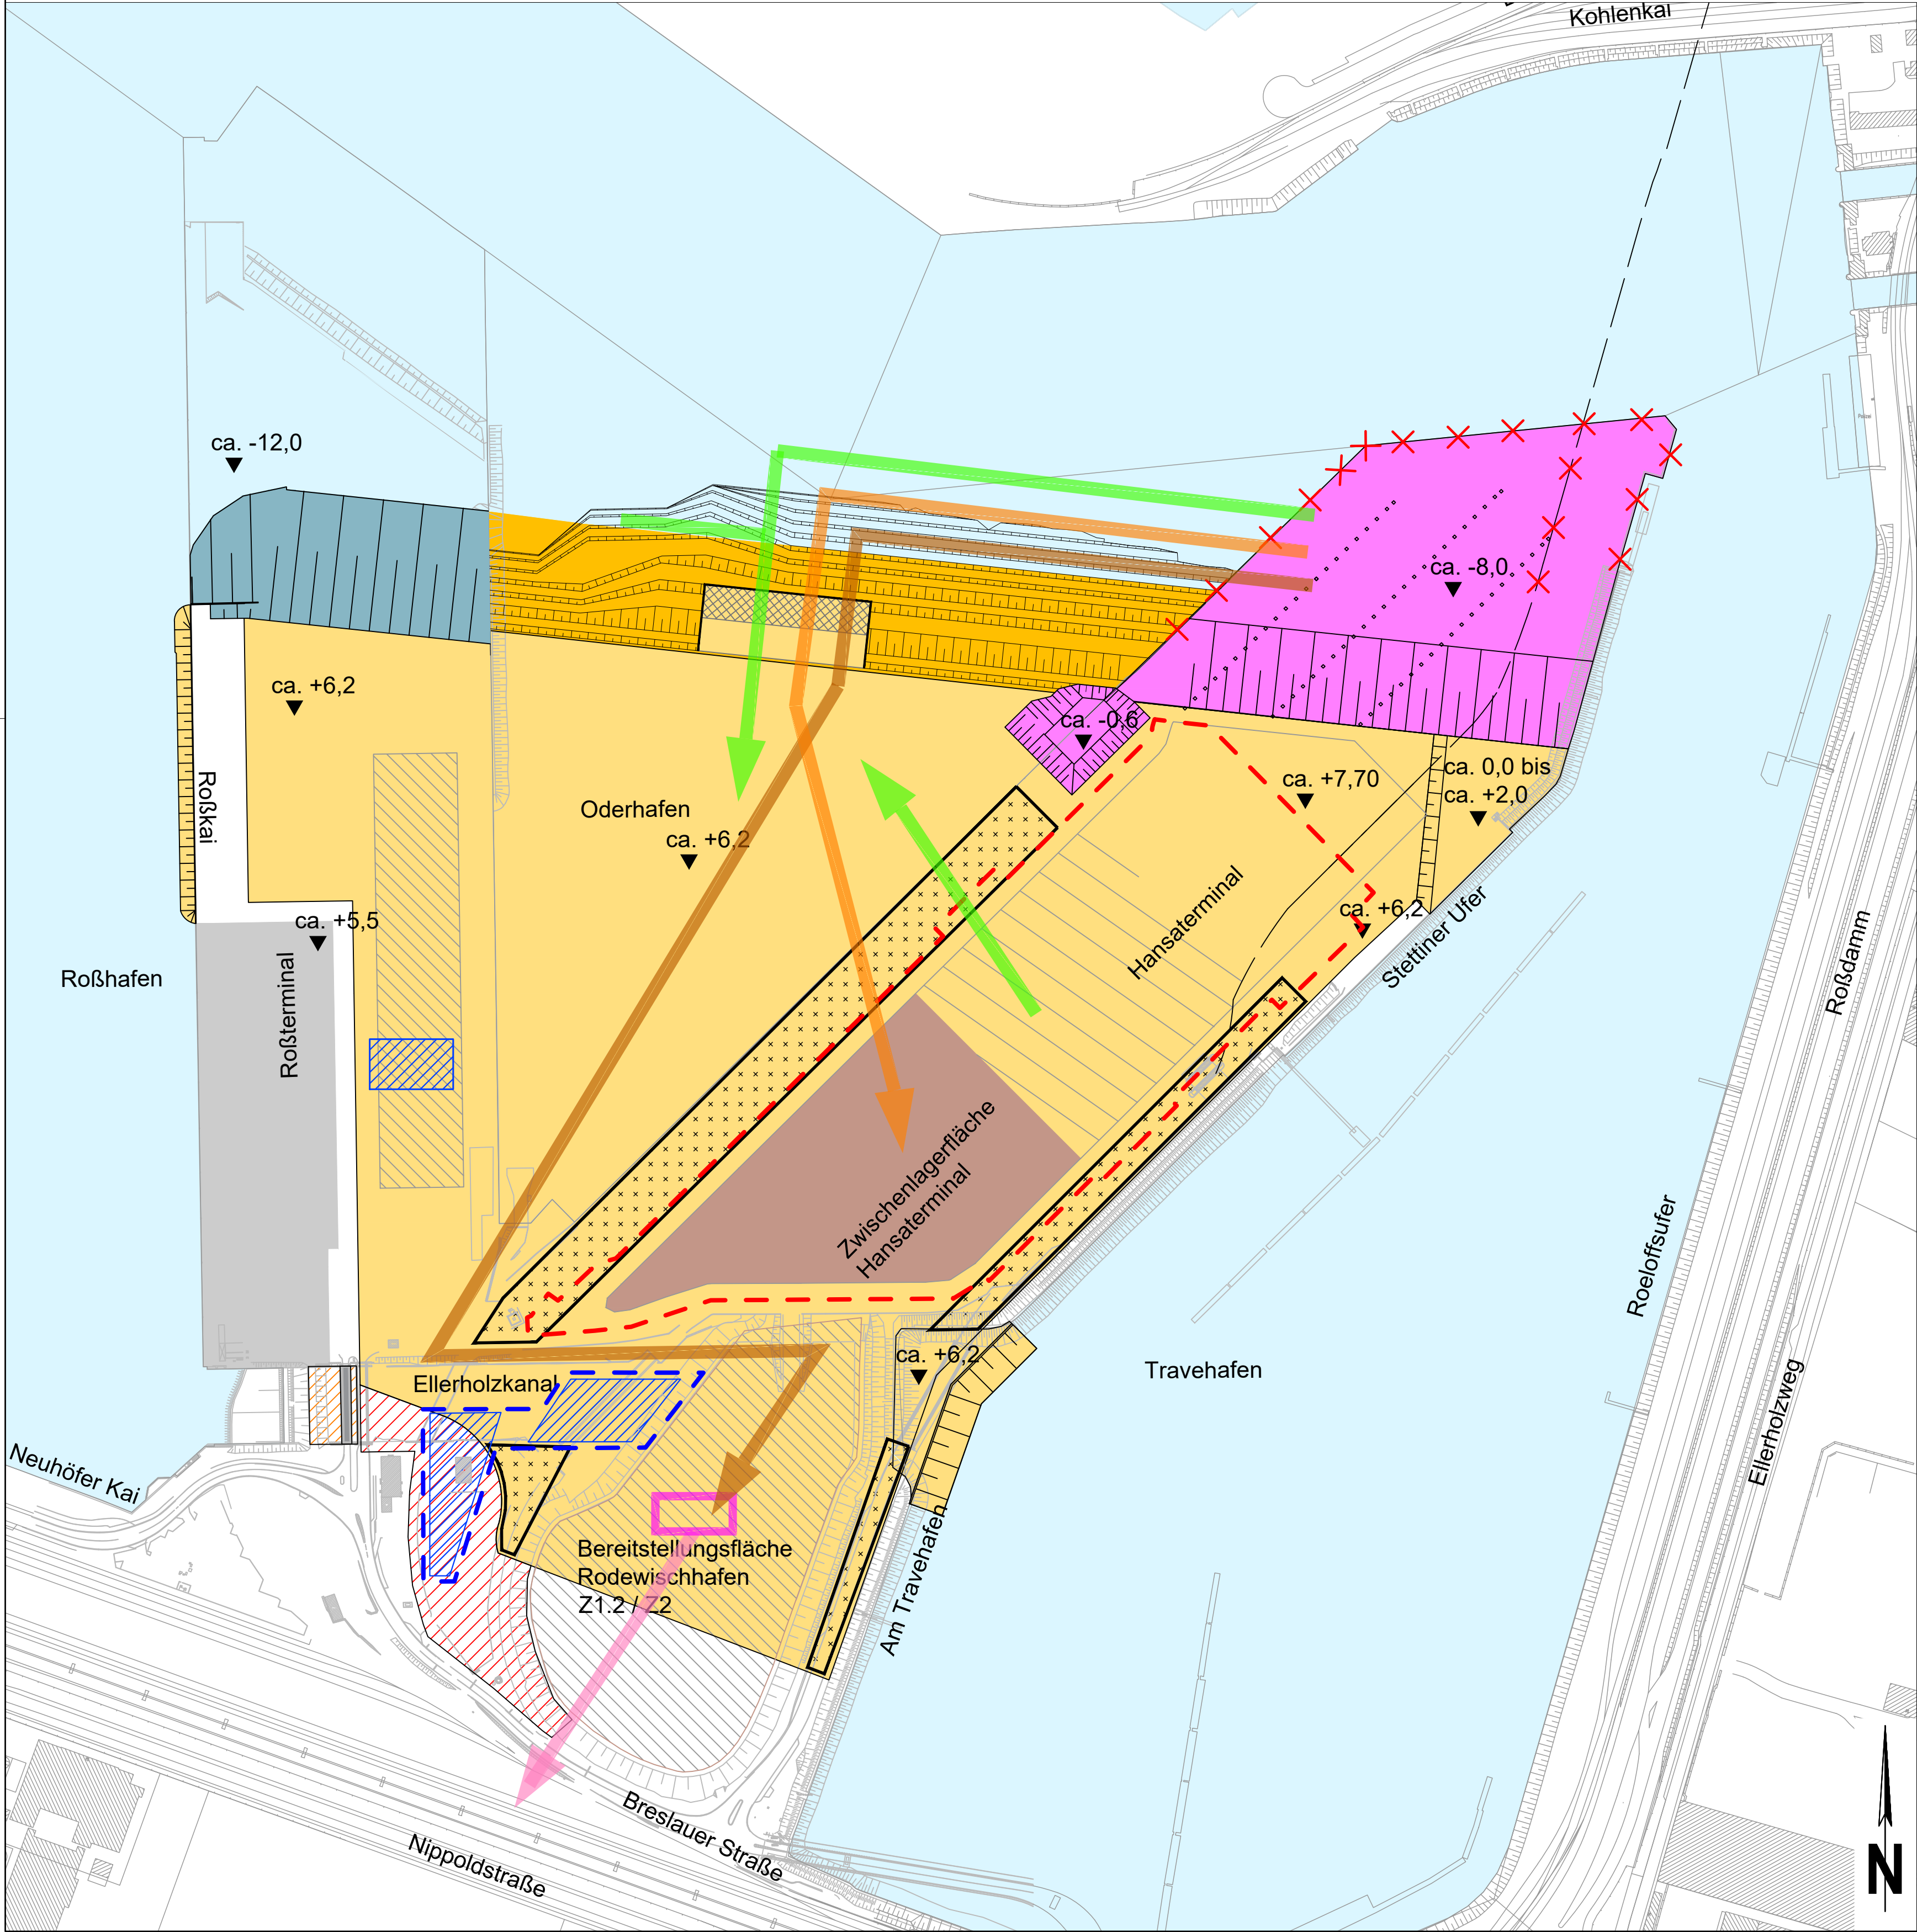 Kohlenkai
ca. -12,0
ca. -8,0
ca. +6,2
ca. -0,6
ca. 0,0 bis
ca. +2,0
ca. +7,70
Roßkai
Oderhafen
ca. +6,2
Hansaterminal
ca. +6,2
Stettiner Ufer
ca. +5,5
Roßhafen
Roßterminal
Roßdamm
Zwischenlagerfläche
Hansaterminal
Roeloffsufer
ca. +6,2
Travehafen
Ellerholzkanal
Ellerholzweg
Neuhöfer Kai
Bereitstellungsfläche
Rodewischhafen
Z1.2 / Z2
Am Travehafen
Breslauer Straße
Nippoldstraße
N